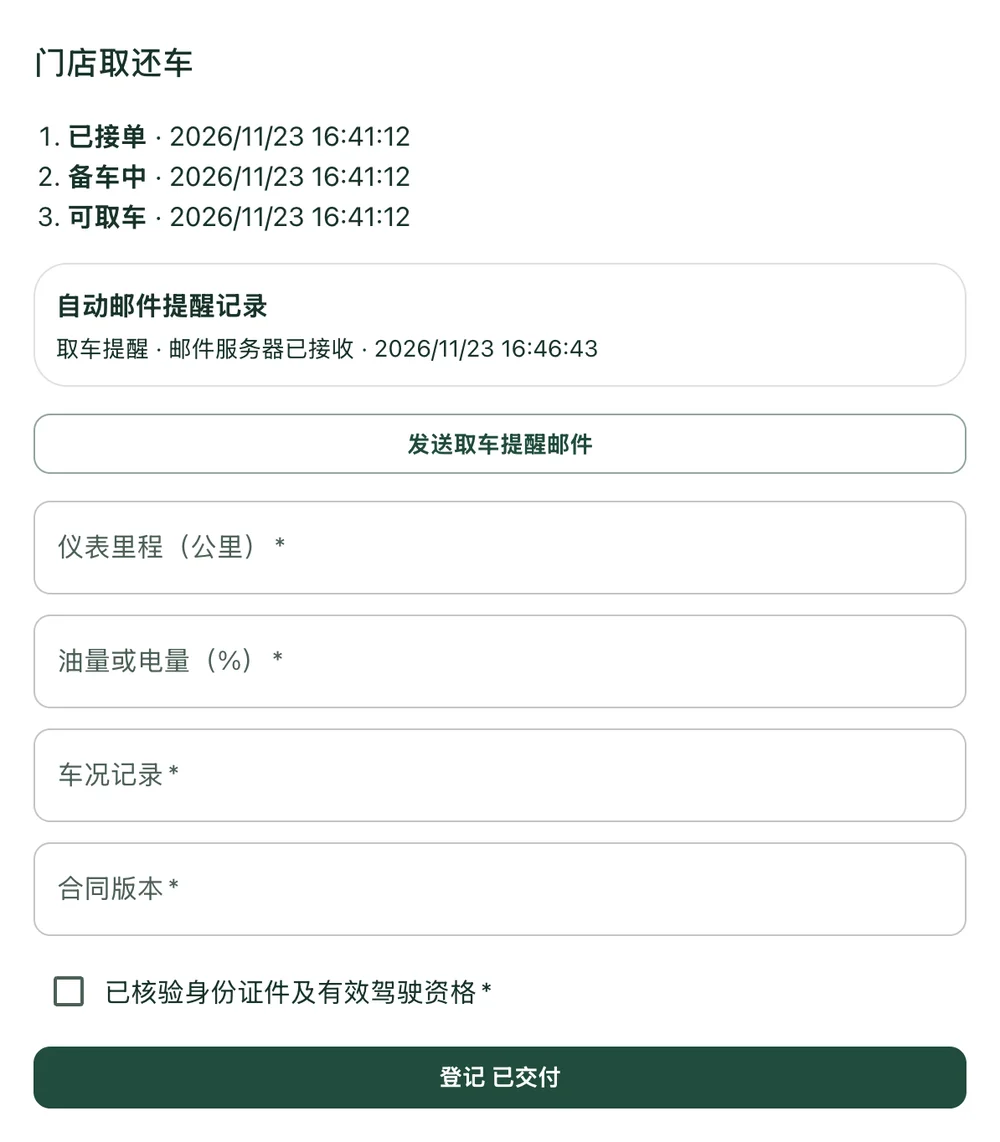 门店取还车
1. 已接单 · 2026/11/23 16:41:12
2. 备车中 · 2026/11/23 16:41:12
3. 可取车 · 2026/11/23 16:41:12
自动邮件提醒记录
取车提醒 · 邮件服务器已接收 · 2026/11/23 16:46:43
发送取车提醒邮件
仪表里程（公里） *
油量或电量（%） *
车况记录 *
合同版本 *
已核验身份证件及有效驾驶资格 *
登记 已交付